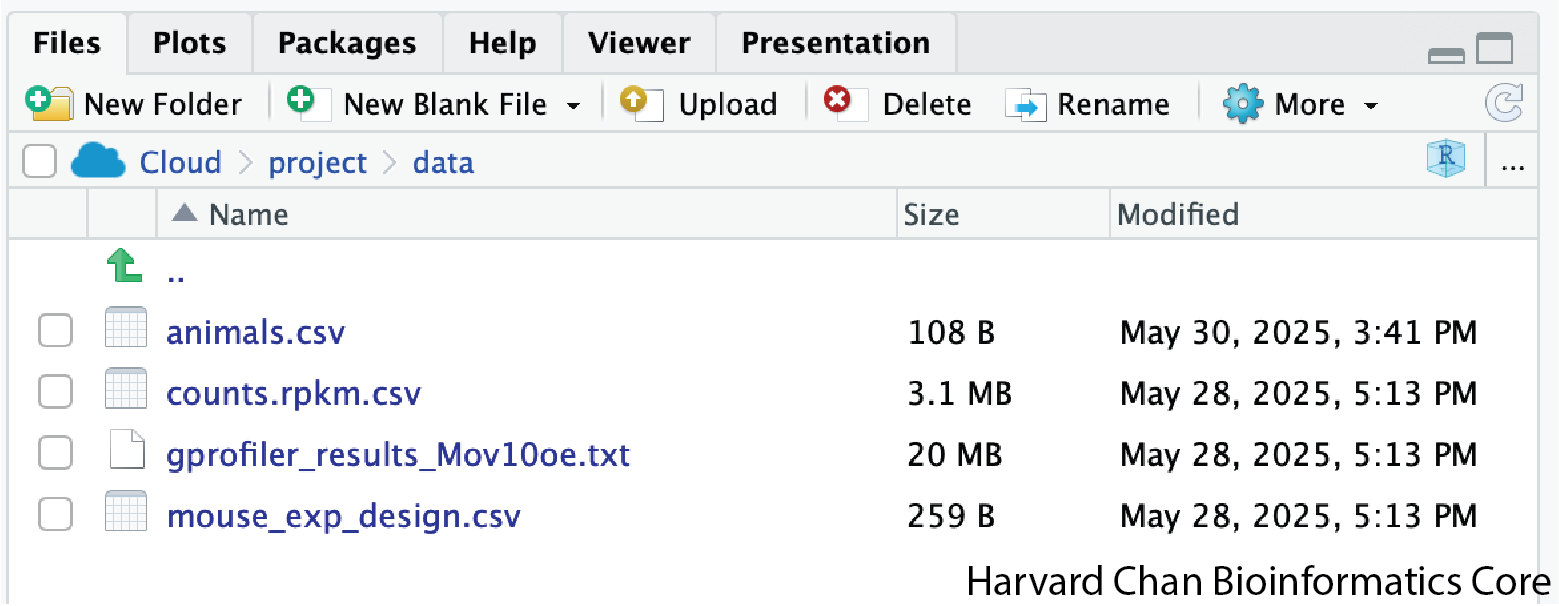 Files Plots Packages Help Viewer Presentation
New Folder New Blank File Upload Delete Rename More
Cloud project data R ...
Name Size Modified
..
animals.csv 108 B May 30, 2025, 3:41 PM
counts.rpkm.csv 3.1 MB May 28, 2025, 5:13 PM
gprofiler_results_Mov10oe.txt 20 MB May 28, 2025, 5:13 PM
mouse_exp_design.csv 259 B May 28, 2025, 5:13 PM
Harvard Chan Bioinformatics Core